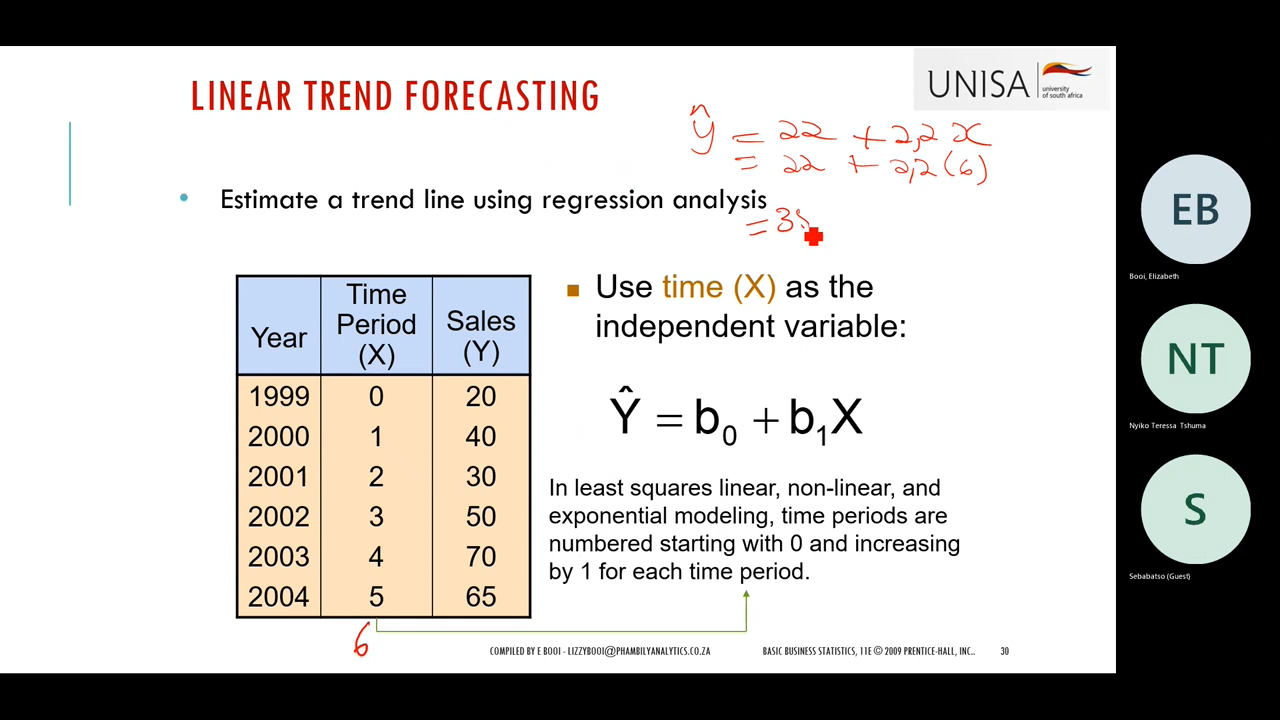 LINEAR TREND FORECASTING
UNISA university of south africa
ŷ = 22 + 2,2 x
= 22 + 2,2 (6)
Estimate a trend line using regression analysis
Year Time Period (X) Sales (Y)
1999 0 20
2000 1 40
2001 2 30
2002 3 50
2003 4 70
2004 5 65
6
Use time (X) as the
independent variable:
Ŷ = b0 + b1X
In least squares linear, non-linear, and
exponential modeling, time periods are
numbered starting with 0 and increasing
by 1 for each time period.
COMPILED BY E BOOI - LIZZYBOOI@PHAMBILYANALYTICS.CO.ZA
BASIC BUSINESS STATISTICS, 11E © 2009 PRENTICE-HALL, INC..
30
EB
Booi, Elizabeth
NT
Nyiko Teressa Tshuma
S
Sebabatso (Guest)